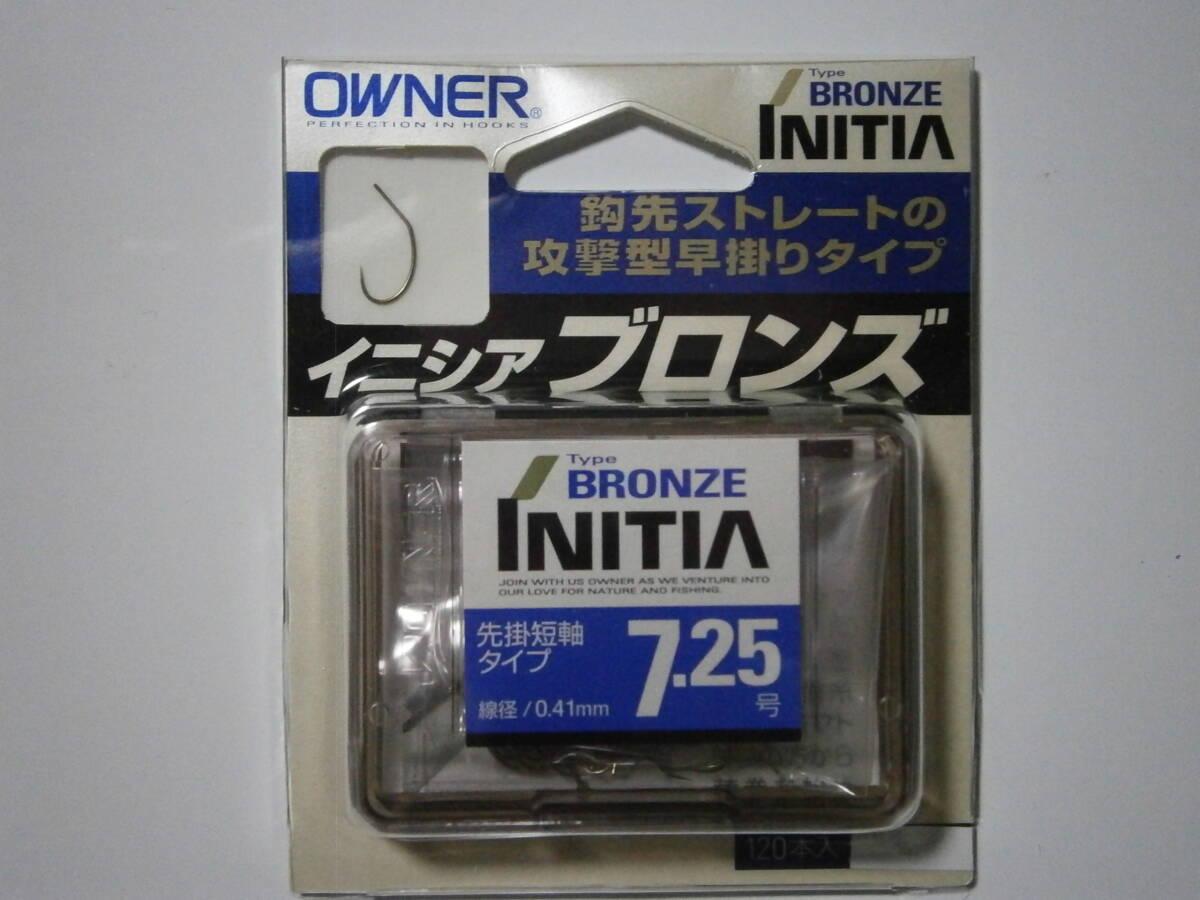 OWNER®
PERFECTION IN HOOKS
Type
BRONZE
INITIA
鈎先ストレートの
攻撃型早掛りタイプ
イニシア ブロンズ
Type
BRONZE
INITIA
JOIN WITH US OWNER AS WE VENTURE INTO
OUR LOVE FOR NATURE AND FISHING.
先掛短軸
タイプ
線径/0.41mm
7.25
号
120本入